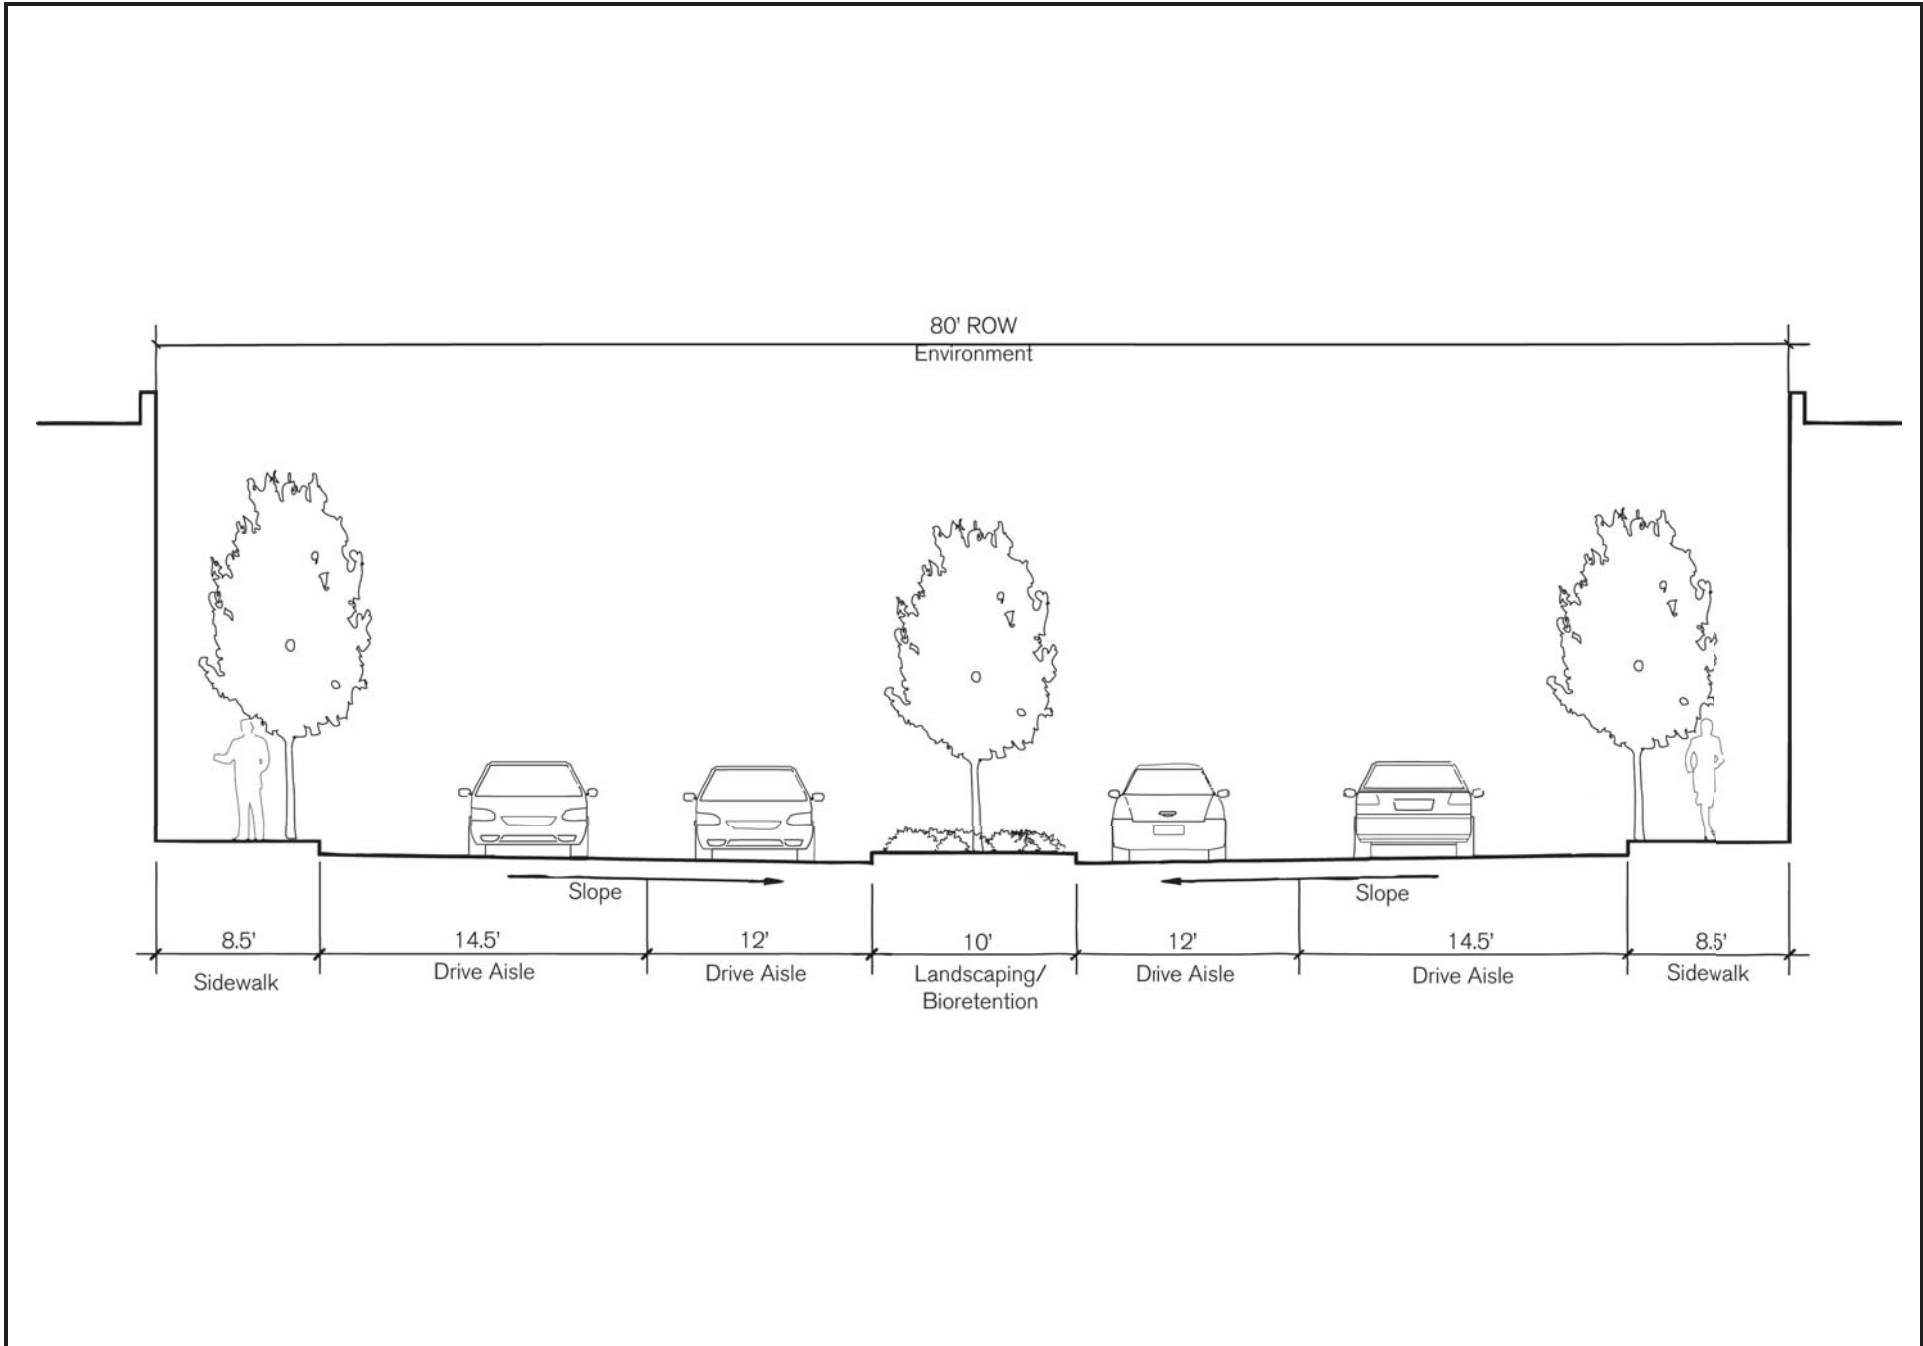 80' ROW
Environment
Slope
Slope
8.5'
14.5'
12'
10'
12'
14.5'
8.5'
Sidewalk
Drive Aisle
Drive Aisle
Landscaping/
Bioretention
Drive Aisle
Drive Aisle
Sidewalk